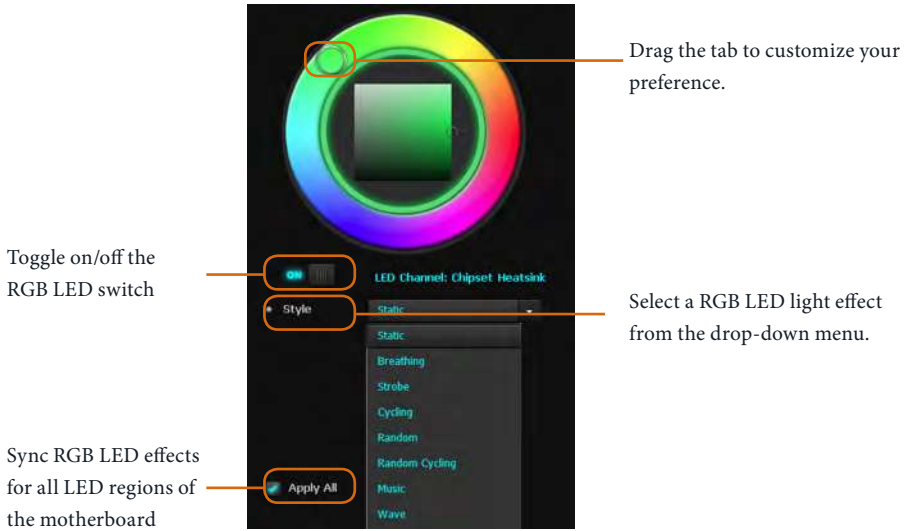 Drag the tab to customize your
preference.
Toggle on/off the
RGB LED switch
ON
LED Channel: Chipset Heatsink
Style
Static
Select a RGB LED light effect
from the drop-down menu.
Static
Breathing
Strobe
Cycling
Random
Random Cycling
Music
Wave
Sync RGB LED effects
for all LED regions of
the motherboard
Apply All